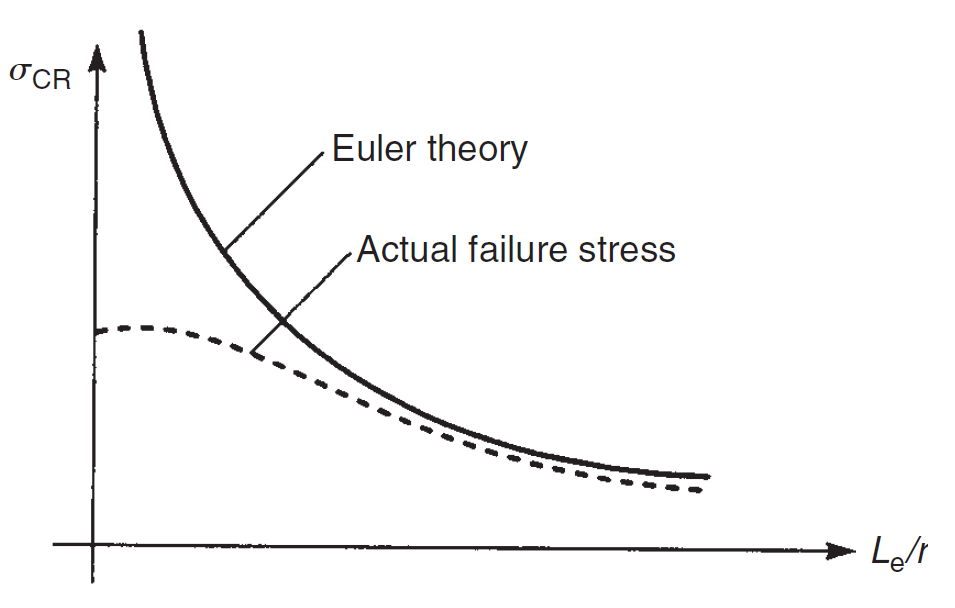 σCR
Euler theory
Actual failure stress
Le/r